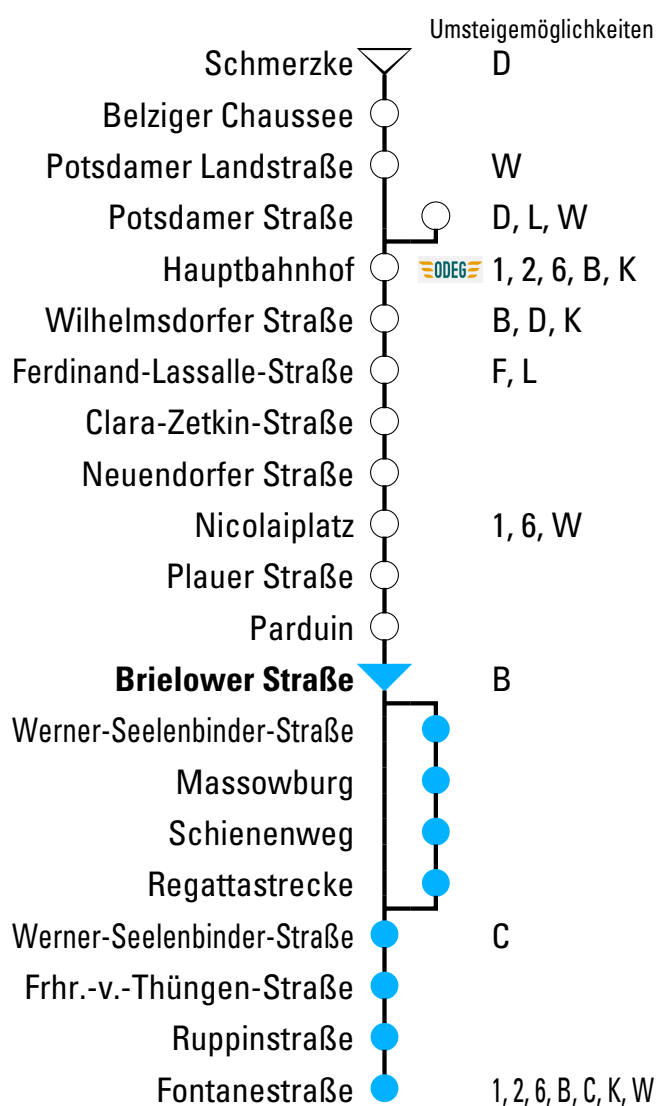 Umsteigemöglichkeiten
Schmerzke D
Belziger Chaussee
Potsdamer Landstraße W
Potsdamer Straße D, L, W
Hauptbahnhof ODEG 1, 2, 6, B, K
Wilhelmsdorfer Straße B, D, K
Ferdinand-Lassalle-Straße F, L
Clara-Zetkin-Straße
Neuendorfer Straße
Nicolaiplatz 1, 6, W
Plauer Straße
Parduin
Brielower Straße B
Werner-Seelenbinder-Straße
Massowburg
Schienenweg
Regattastrecke
Werner-Seelenbinder-Straße C
Frhr.-v.-Thüngen-Straße
Ruppinstraße
Fontanestraße 1, 2, 6, B, C, K, W